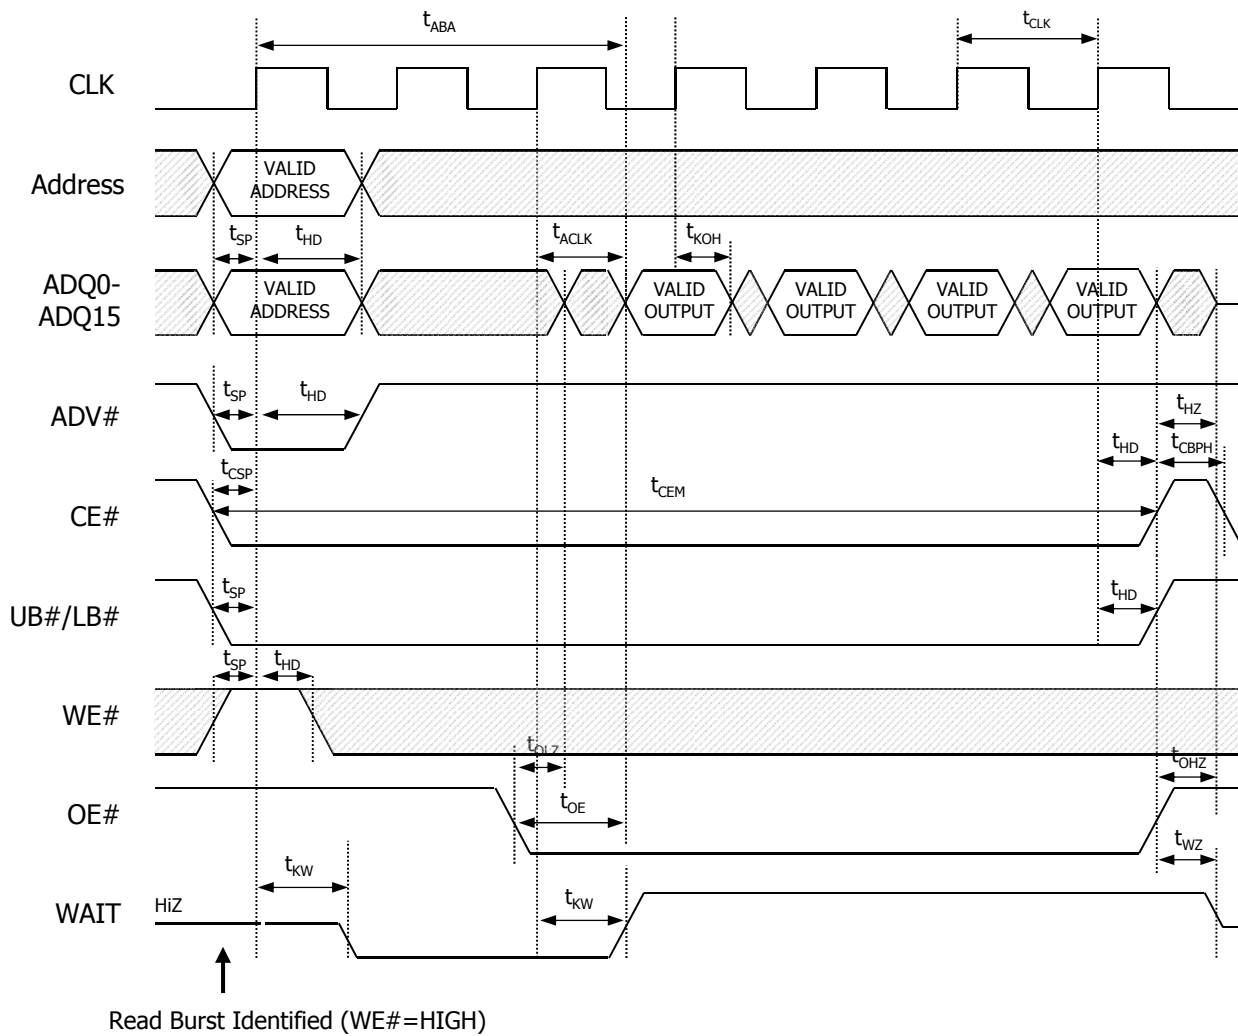 tABA
tCLK
CLK
Address
VALID ADDRESS
tSP
tHD
tACLK
tKOH
ADQ0-
ADQ15
VALID ADDRESS
VALID OUTPUT
VALID OUTPUT
VALID OUTPUT
VALID OUTPUT
ADV#
tSP
tHD
tHZ
tHD
tCBPH
CE#
tCSP
tCEM
UB#/LB#
tSP
tHD
WE#
tSP
tHD
tOLZ
tOHZ
OE#
tOE
tWZ
tKW
WAIT
HiZ
tKW
Read Burst Identified (WE#=HIGH)